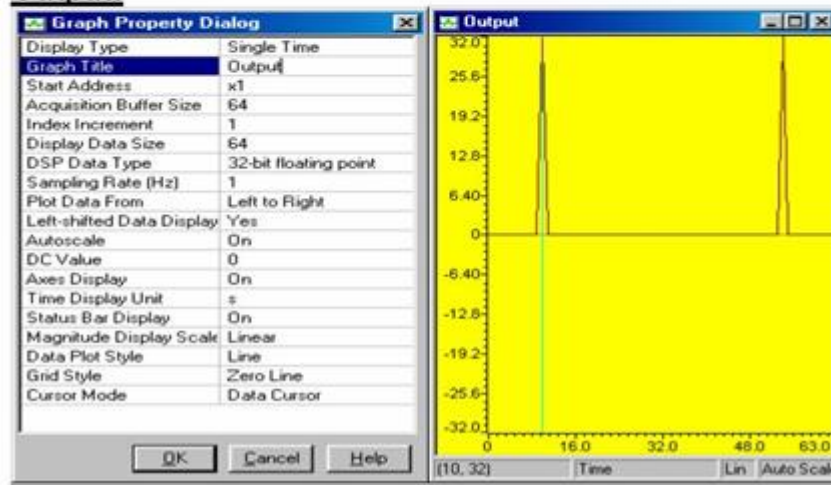 Graph Property Dialog
Display Type Single Time
Graph Title Output
Start Address x1
Acquisition Buffer Size 64
Index Increment 1
Display Data Size 64
DSP Data Type 32-bit floating point
Sampling Rate (Hz) 1
Plot Data From Left to Right
Left-shifted Data Display Yes
Autoscale On
DC Value 0
Axes Display On
Time Display Unit s
Status Bar Display On
Magnitude Display Scale Linear
Data Plot Style Line
Grid Style Zero Line
Cursor Mode Data Cursor
OK Cancel Help
Output
32.0
25.6
19.2
12.8
6.40
0
-6.40
-12.8
-19.2
-25.6
-32.0
0 16.0 32.0 48.0 63.0
(10, 32) Time Lin Auto Scal